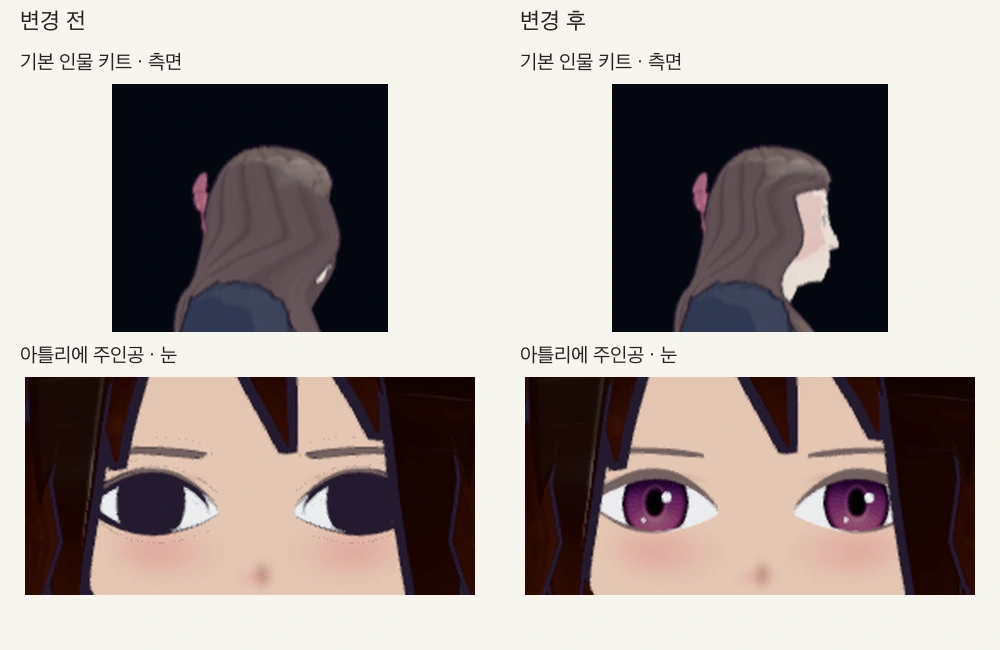 변경 전
기본 인물 키트 · 측면
아틀리에 주인공 · 눈
변경 후
기본 인물 키트 · 측면
아틀리에 주인공 · 눈